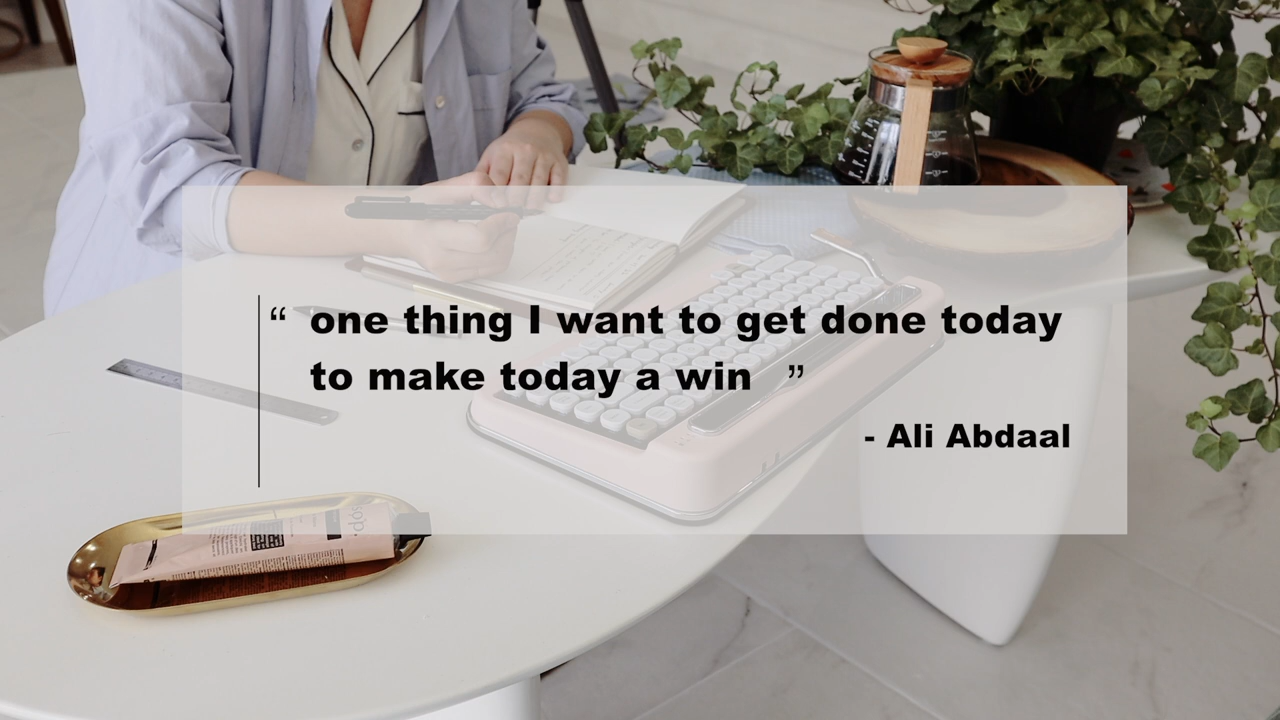 “ one thing I want to get done today
to make today a win ”
- Ali Abdaal